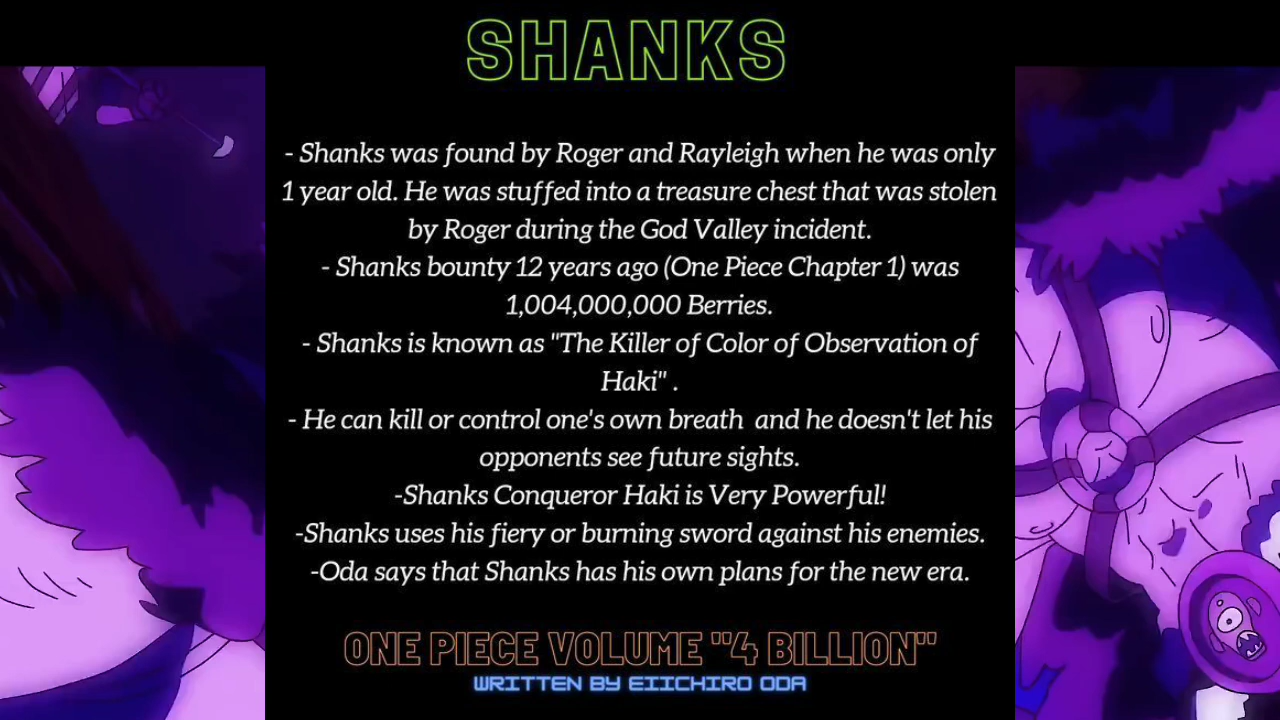 SHANKS
- Shanks was found by Roger and Rayleigh when he was only
1 year old. He was stuffed into a treasure chest that was stolen
by Roger during the God Valley incident.
- Shanks bounty 12 years ago (One Piece Chapter 1) was
1,004,000,000 Berries.
- Shanks is known as "The Killer of Color of Observation of
Haki" .
- He can kill or control one's own breath  and he doesn't let his
opponents see future sights.
-Shanks Conqueror Haki is Very Powerful!
-Shanks uses his fiery or burning sword against his enemies.
-Oda says that Shanks has his own plans for the new era.
ONE PIECE VOLUME "4 BILLION"
WRITTEN BY EIICHIRO ODA